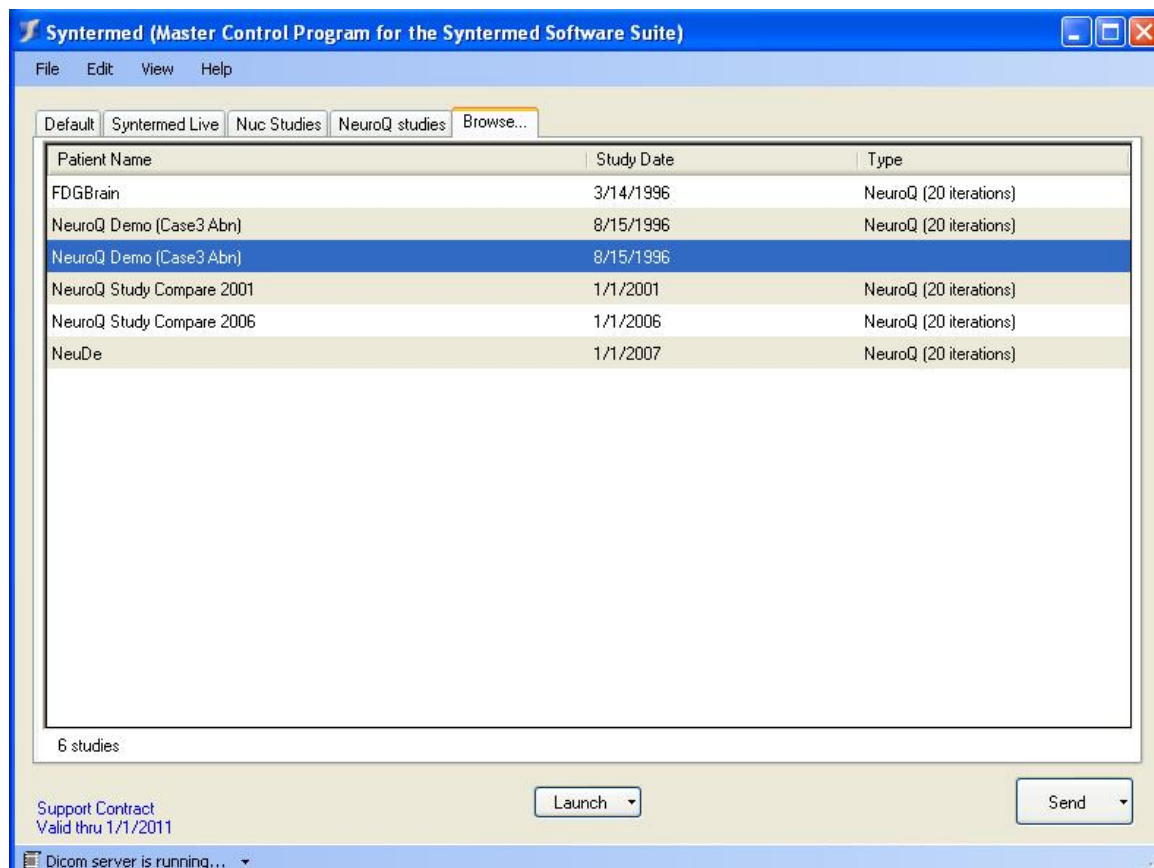 Syntermed (Master Control Program for the Syntermed Software Suite)
File Edit View Help
Default Syntermed Live Nuc Studies NeuroQ studies Browse...
Patient Name Study Date Type
FDGBrain 3/14/1996 NeuroQ (20 iterations)
NeuroQ Demo (Case3 Abn) 8/15/1996 NeuroQ (20 iterations)
NeuroQ Demo (Case3 Abn) 8/15/1996
NeuroQ Study Compare 2001 1/1/2001 NeuroQ (20 iterations)
NeuroQ Study Compare 2006 1/1/2006 NeuroQ (20 iterations)
NeuDe 1/1/2007 NeuroQ (20 iterations)
6 studies
Support Contract
Valid thru 1/1/2011
Launch
Send
Dicom server is running...